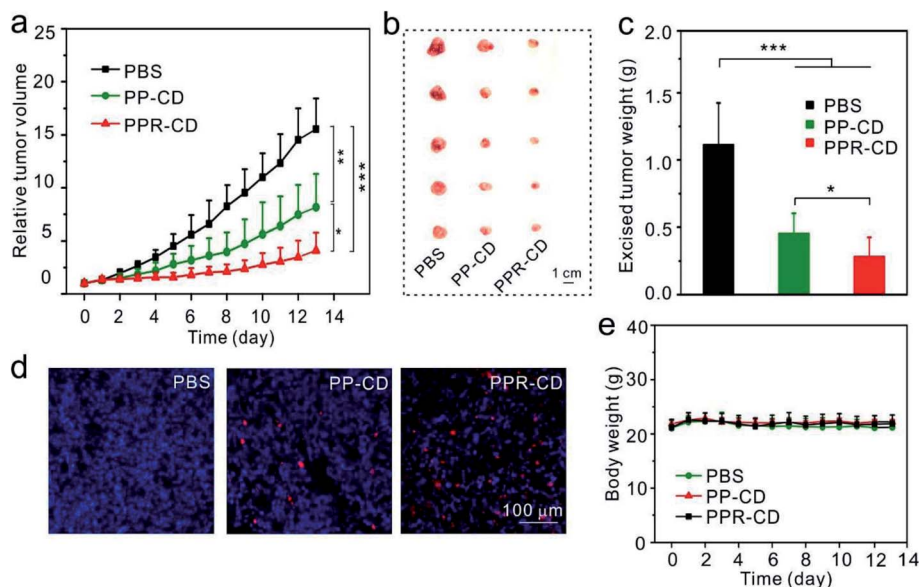 a
25
20
15
10
5
0
Relative tumor volume
PBS
PP-CD
PPR-CD
**
***
*
0 2 4 6 8 10 12 14
Time (day)
b
PBS
PP-CD
PPR-CD
1 cm
c
2.0
1.5
1.0
0.5
0.0
Excised tumor weight (g)
***
PBS
PP-CD
PPR-CD
*
d
PBS
PP-CD
PPR-CD
100 μm
e
40
30
20
10
0
Body weight (g)
PBS
PP-CD
PPR-CD
0 2 4 6 8 10 12 14
Time (day)